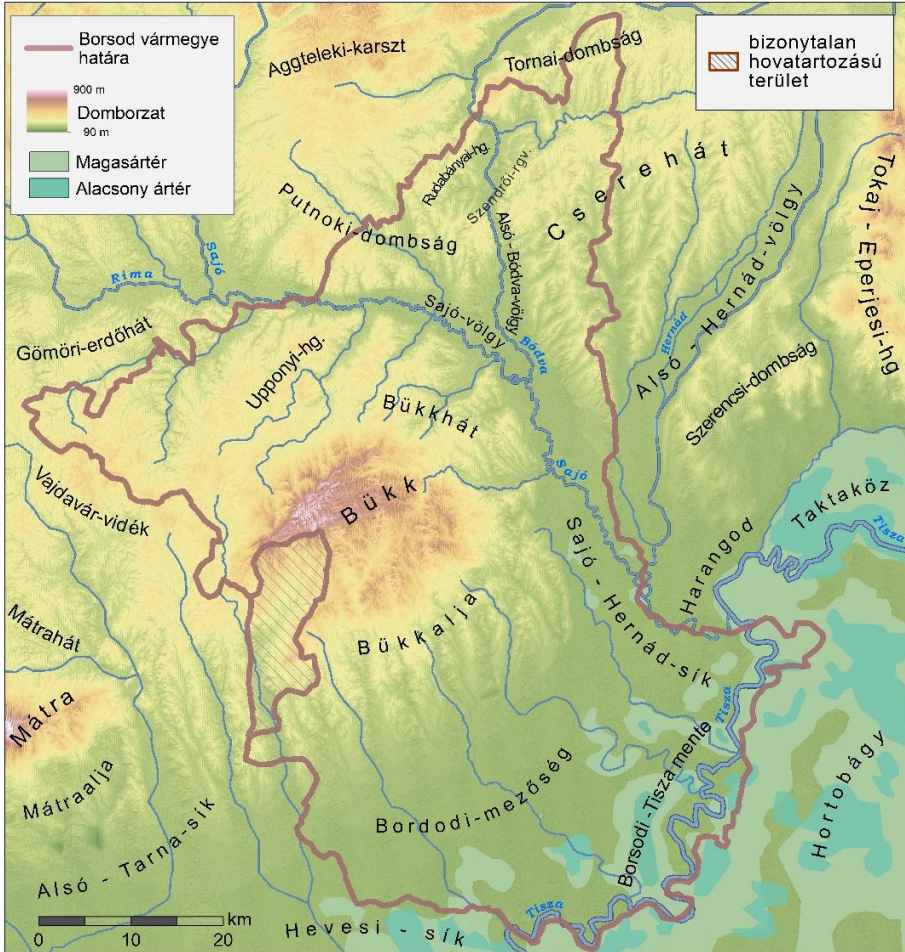 Borsod vármegye
határa
900 m
Domborzat
90 m
Magasártér
Alacsony ártér
bizonytalan
hovatartozású
terület
Aggteleki-karszt
Tornai-dombság
Rudabányai-hg.
Szendrői-rgv.
Cserehát
Putnoki-dombság
Alsó-Bódva-völgy
Tokaj-Eperjesi-hg
Sajó
Rima
Sajó-völgy
Bódva
Hernád
Alsó-Hernád-völgy
Gömöri-erdőhát
Upponyi-hg.
Bükkhát
Szerencsi-dombság
Vajdavár-vidék
Bükk
Sajó
Taktaköz
Tisza
Sajó-Hernád-sík
Harangod
Mátrahát
Bükkalja
Mátra
Tisza
Mátraalja
Bordodi-mezőség
Borsodi-Tisza mente
Hortobágy
Alsó-Tarna-sík
km
0 10 20
Hevesi-sík
Tisza